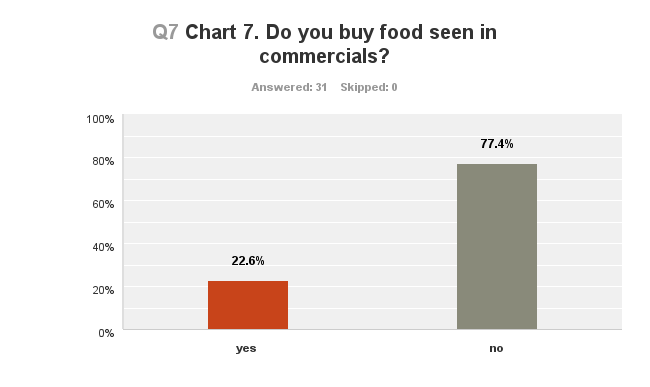 Q7 Chart 7. Do you buy food seen in
commercials?
Answered: 31 Skipped: 0
100%
80%
60%
40%
20%
0%
22.6%
77.4%
yes
no